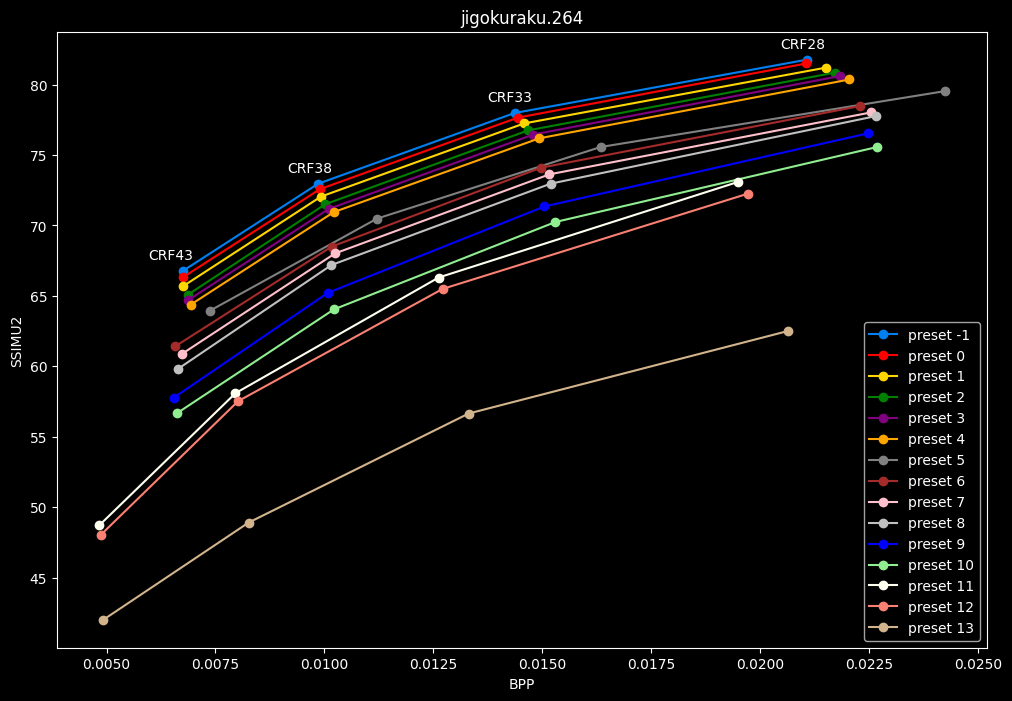 jigokuraku.264
CRF28
CRF33
CRF38
CRF43
SSIMU2
80
75
70
65
60
55
50
45
0.0050
0.0075
0.0100
0.0125
0.0150
0.0175
0.0200
0.0225
0.0250
BPP
preset -1
preset 0
preset 1
preset 2
preset 3
preset 4
preset 5
preset 6
preset 7
preset 8
preset 9
preset 10
preset 11
preset 12
preset 13